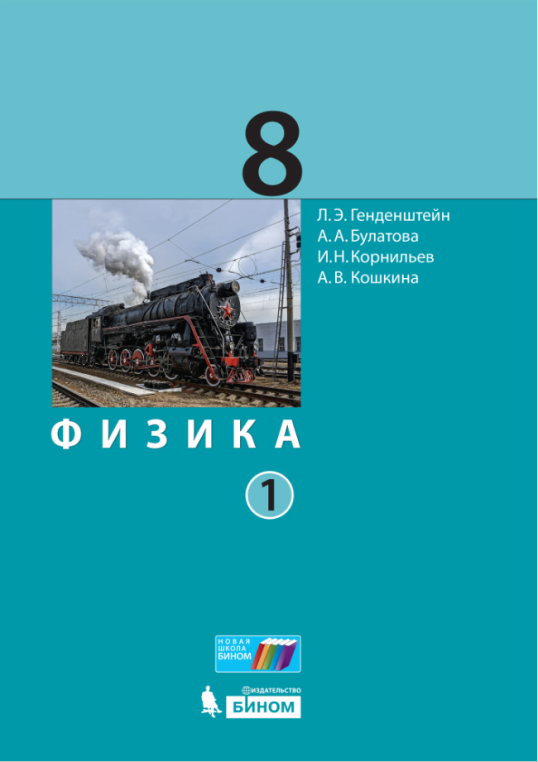 8
Л. Э. Генденштейн
А. А. Булатова
И. Н. Корнильев
А. В. Кошкина
ФИЗИКА
1
НОВАЯ
ШКОЛА
БИНОМ
ИЗДАТЕЛЬСТВО
БИНОМ